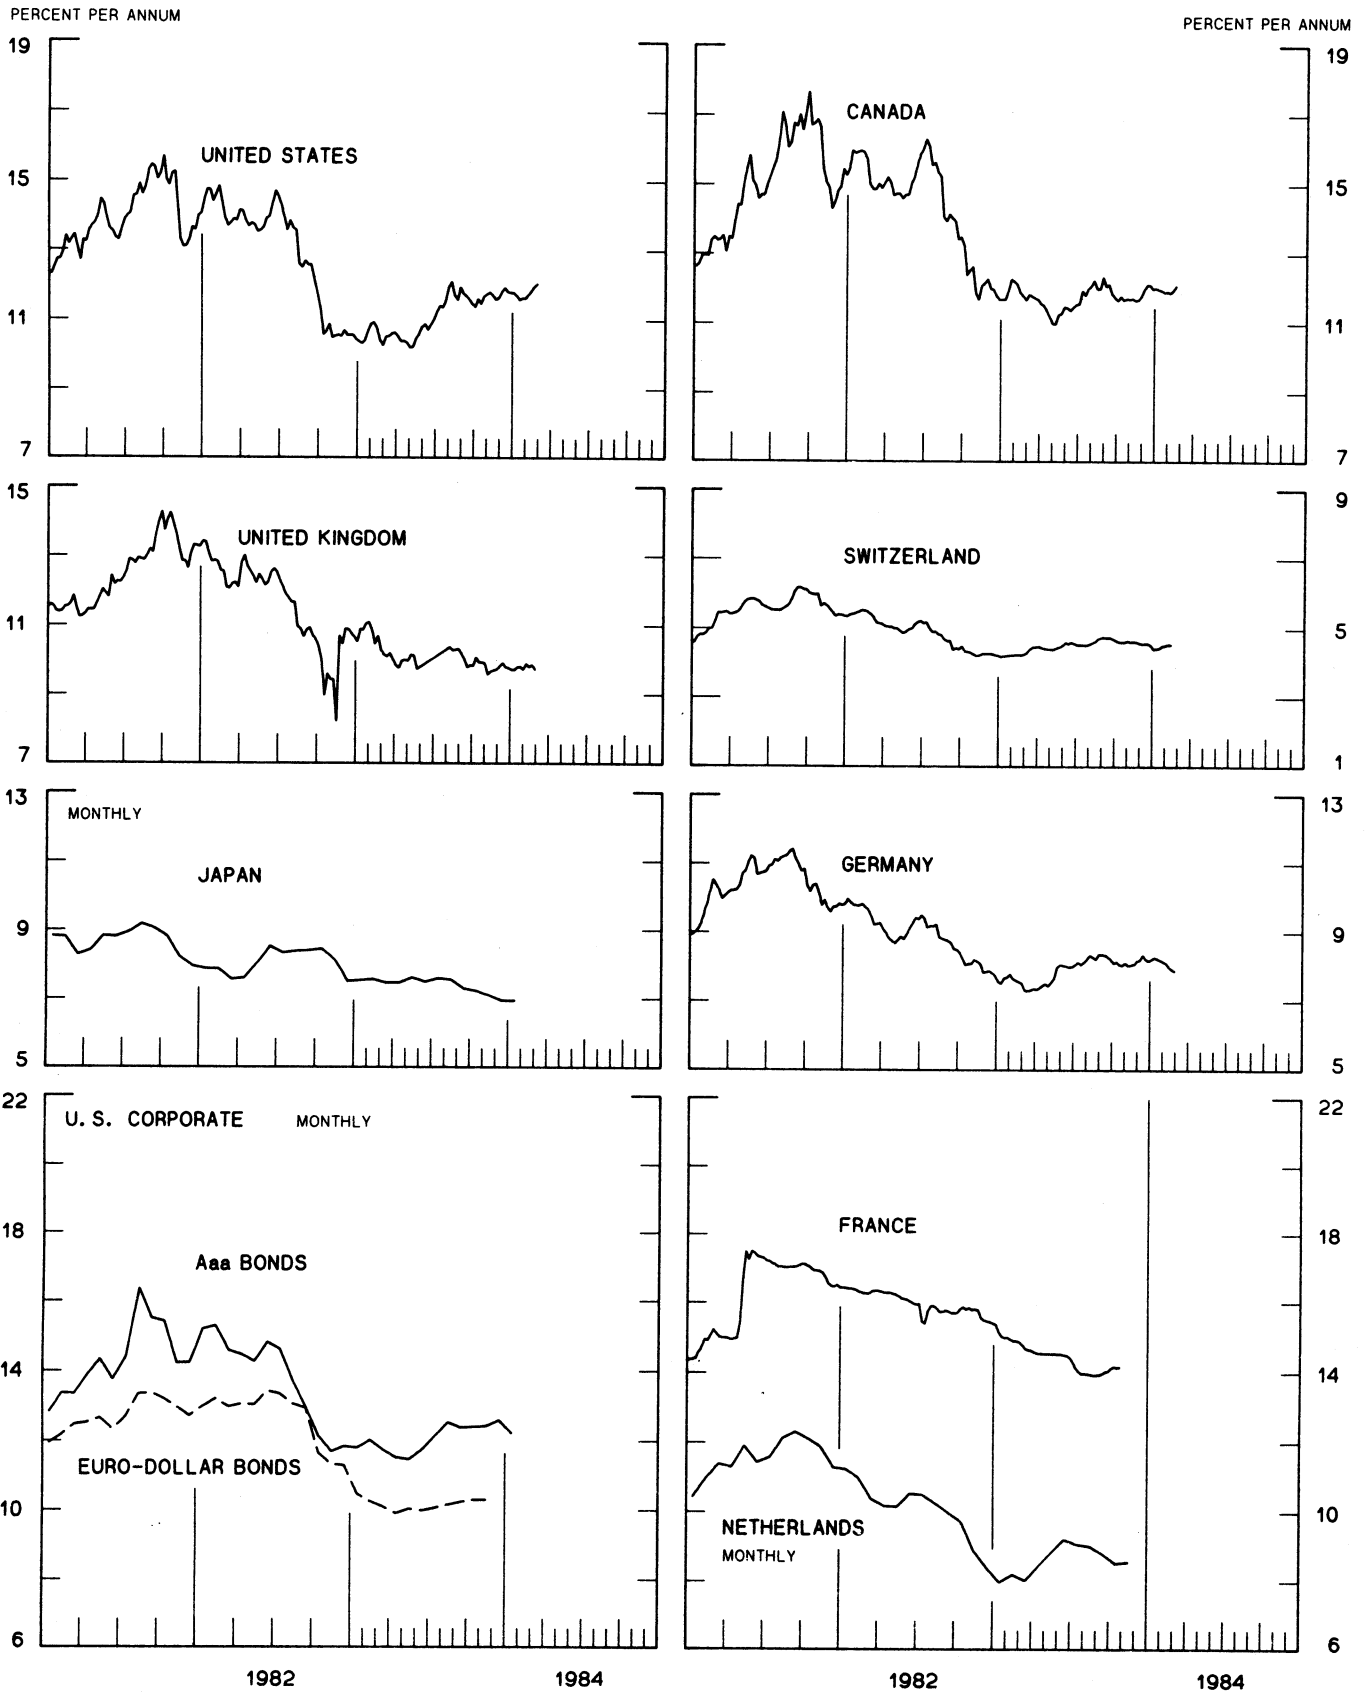 PERCENT PER ANNUM
PERCENT PER ANNUM
19
15
11
7
UNITED STATES
CANADA
19
15
11
7
15
11
7
UNITED KINGDOM
SWITZERLAND
9
5
1
13
9
5
MONTHLY
JAPAN
GERMANY
13
9
5
22
18
14
10
6
U.S. CORPORATE MONTHLY
Aaa BONDS
EURO-DOLLAR BONDS
FRANCE
NETHERLANDS
MONTHLY
22
18
14
10
6
1982 1984
1982 1984